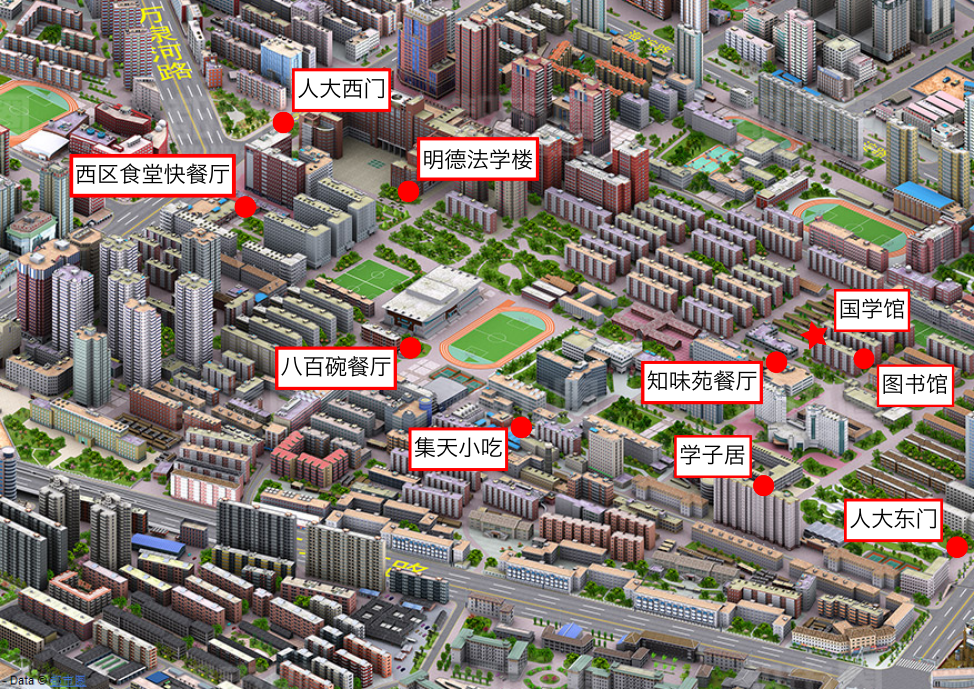 万泉河路
人大西门
明德法学楼
西区食堂快餐厅
国学馆
八百碗餐厅
知味苑餐厅
图书馆
集天小吃
学子居
人大东门
路
- Data ©